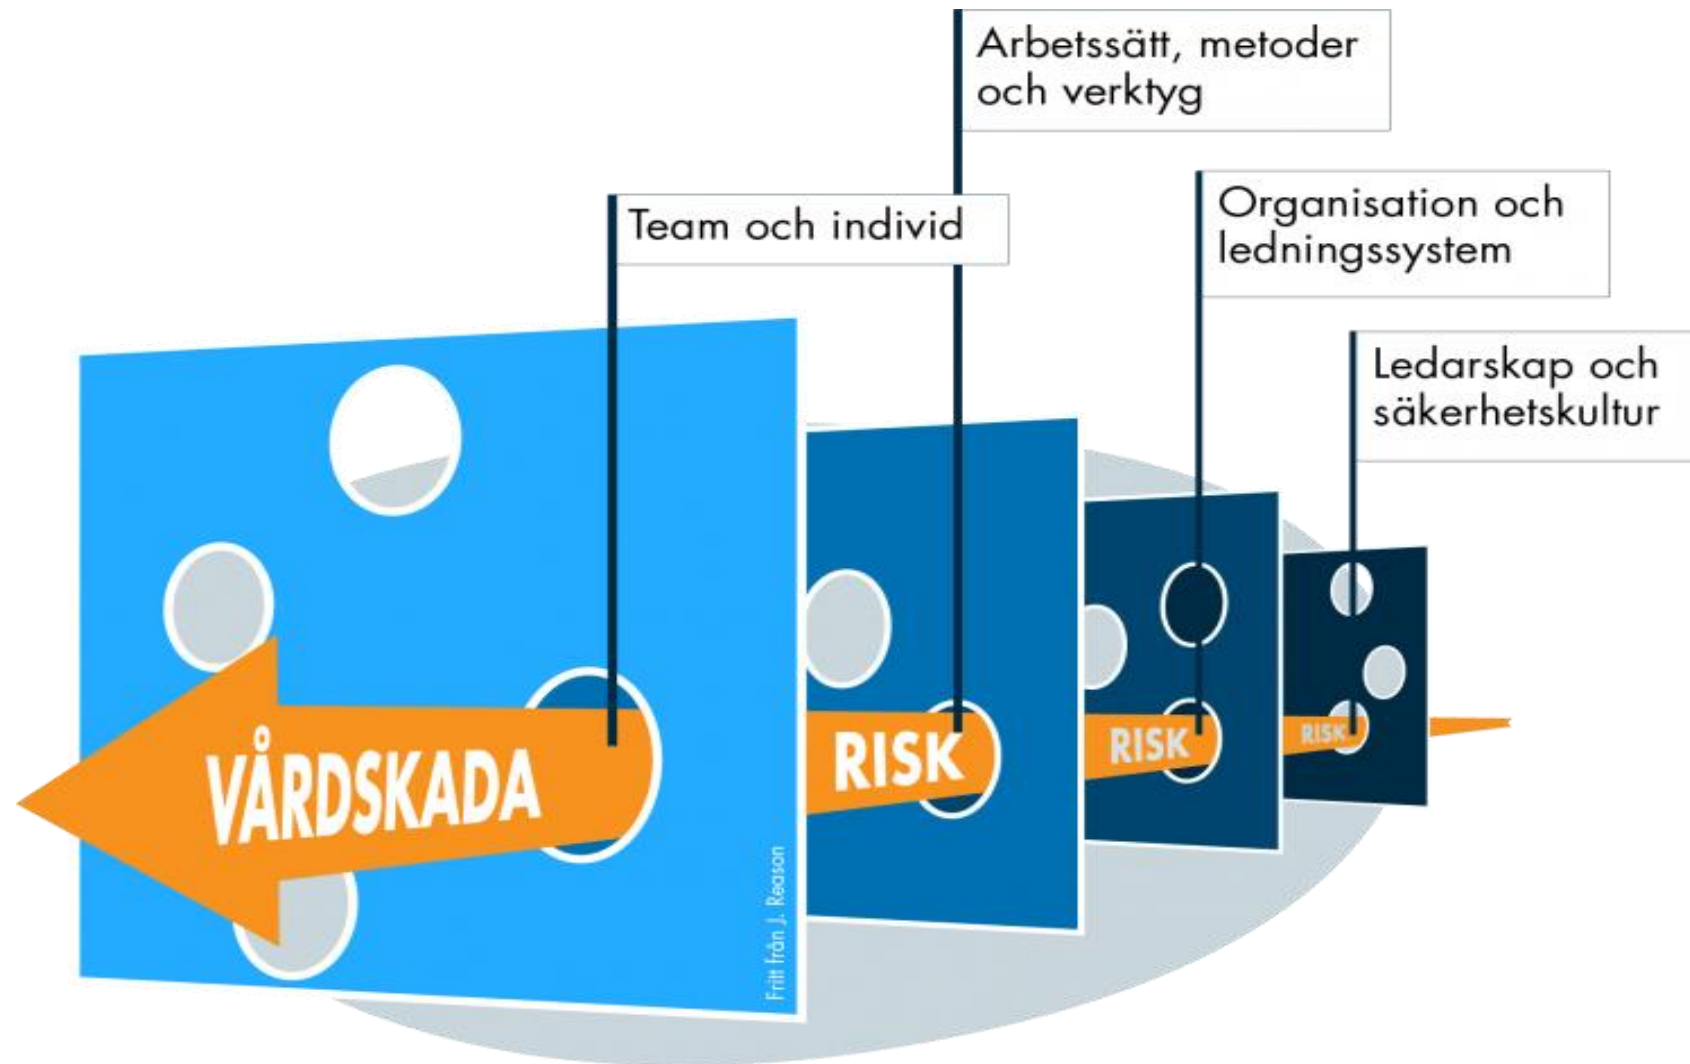 Arbetssätt, metoder
och verktyg
Team och individ
Organisation och
ledningssystem
Ledarskap och
säkerhetskultur
VÅRDSKADA
RISK
RISK
RISK
Fritt från J. Reason